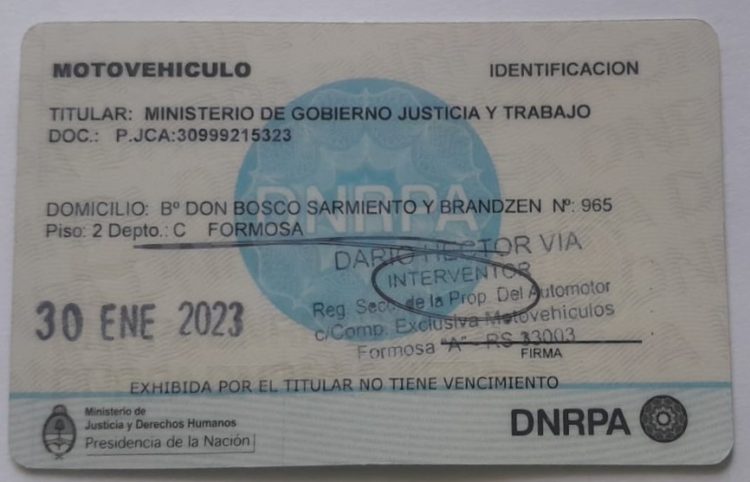 MOTOVEHICULO IDENTIFICACION
TITULAR: MINISTERIO DE GOBIERNO JUSTICIA Y TRABAJO
DOC.: P.JCA:30999215323
DNRPA
DOMICILIO: Bº DON BOSCO SARMIENTO Y BRANDZEN Nº: 965
Piso: 2 Depto.: C FORMOSA
DARIO HECTOR VIA
INTERVENTOR
Reg. Secc. de la Prop. Del Automotor
c/Comp. Exclusiva Motovehiculos
Formosa "A" - RS 33003
30 ENE 2023
FIRMA
EXHIBIDA POR EL TITULAR NO TIENE VENCIMIENTO
Ministerio de
Justicia y Derechos Humanos
Presidencia de la Nación
DNRPA